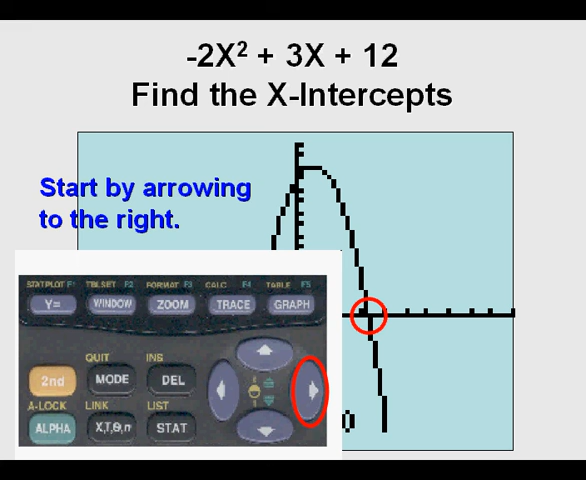 -2X² + 3X + 12
Find the X-Intercepts
Start by arrowing
to the right.
STATPLOT F1 TBLSET F2 FORMAT F3 CALC F4 TABLE F5
Y= WINDOW ZOOM TRACE GRAPH
QUIT INS
2nd MODE DEL
A-LOCK LINK LIST
ALPHA X,T,θ,n STAT
0